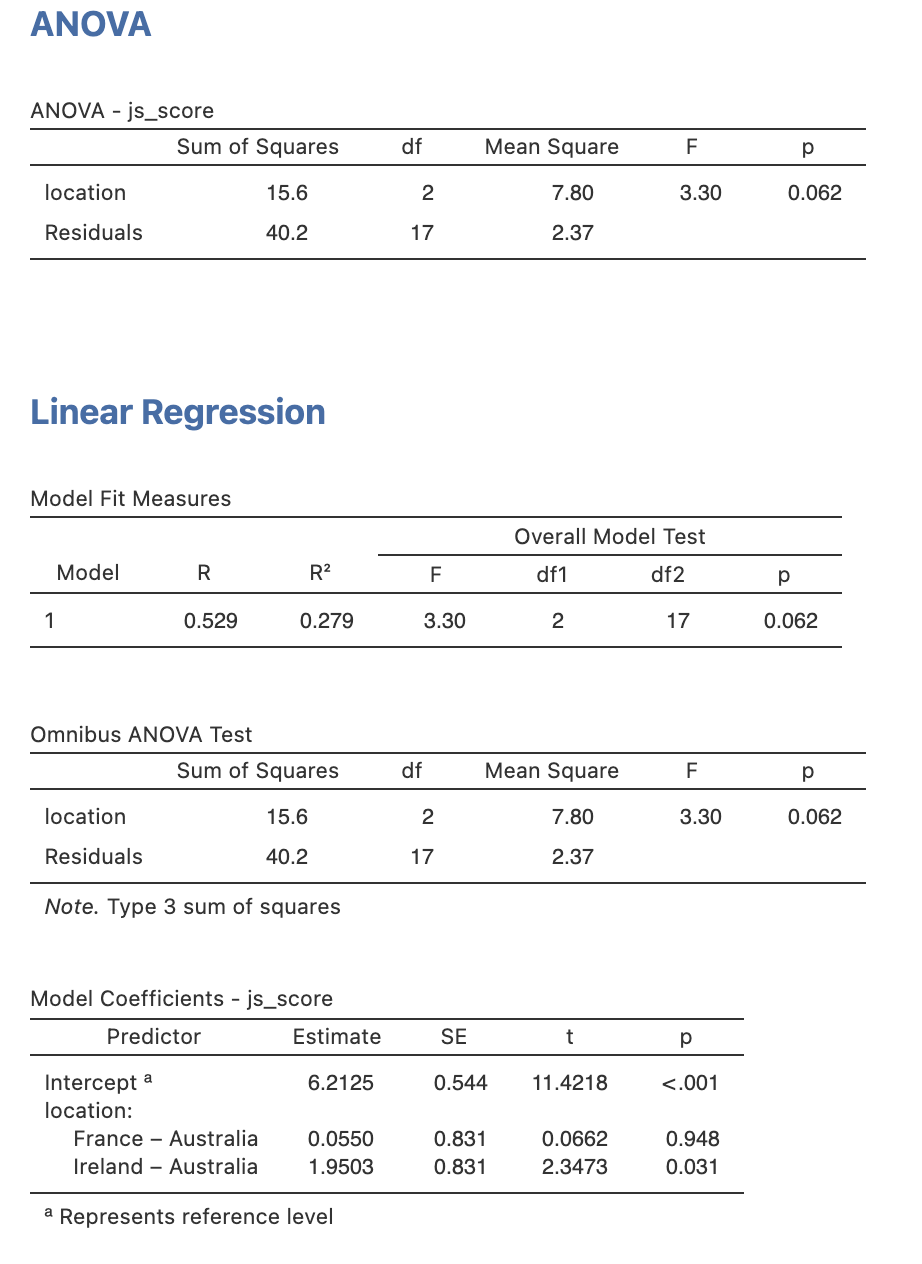 ANOVA
ANOVA - js_score
Sum of Squares df Mean Square F p
location 15.6 2 7.80 3.30 0.062
Residuals 40.2 17 2.37
Linear Regression
Model Fit Measures
Overall Model Test
Model R R² F df1 df2 p
1 0.529 0.279 3.30 2 17 0.062
Omnibus ANOVA Test
Sum of Squares df Mean Square F p
location 15.6 2 7.80 3.30 0.062
Residuals 40.2 17 2.37
Note. Type 3 sum of squares
Model Coefficients - js_score
Predictor Estimate SE t p
Intercept ᵃ 6.2125 0.544 11.4218 <.001
location:
France – Australia 0.0550 0.831 0.0662 0.948
Ireland – Australia 1.9503 0.831 2.3473 0.031
ᵃ Represents reference level